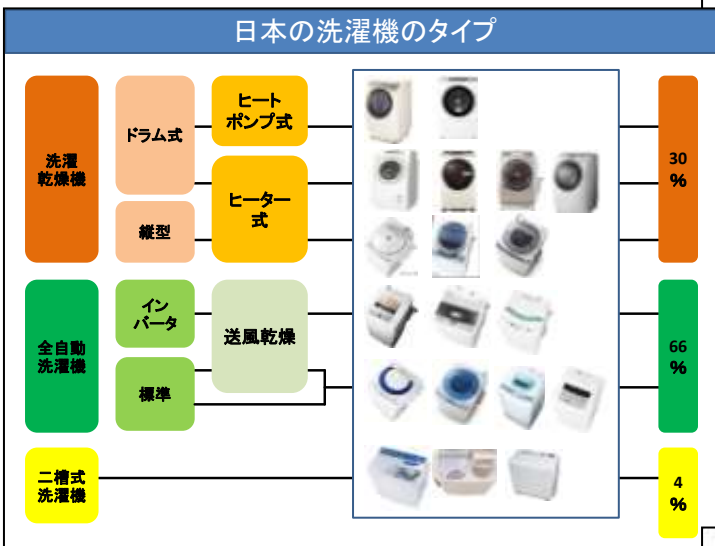 日本の洗濯機のタイプ
洗濯
乾燥機
ドラム式
縦型
ヒート
ポンプ式
ヒーター
式
30
%
全自動
洗濯機
イン
バータ
標準
送風乾燥
66
%
二槽式
洗濯機
4
%